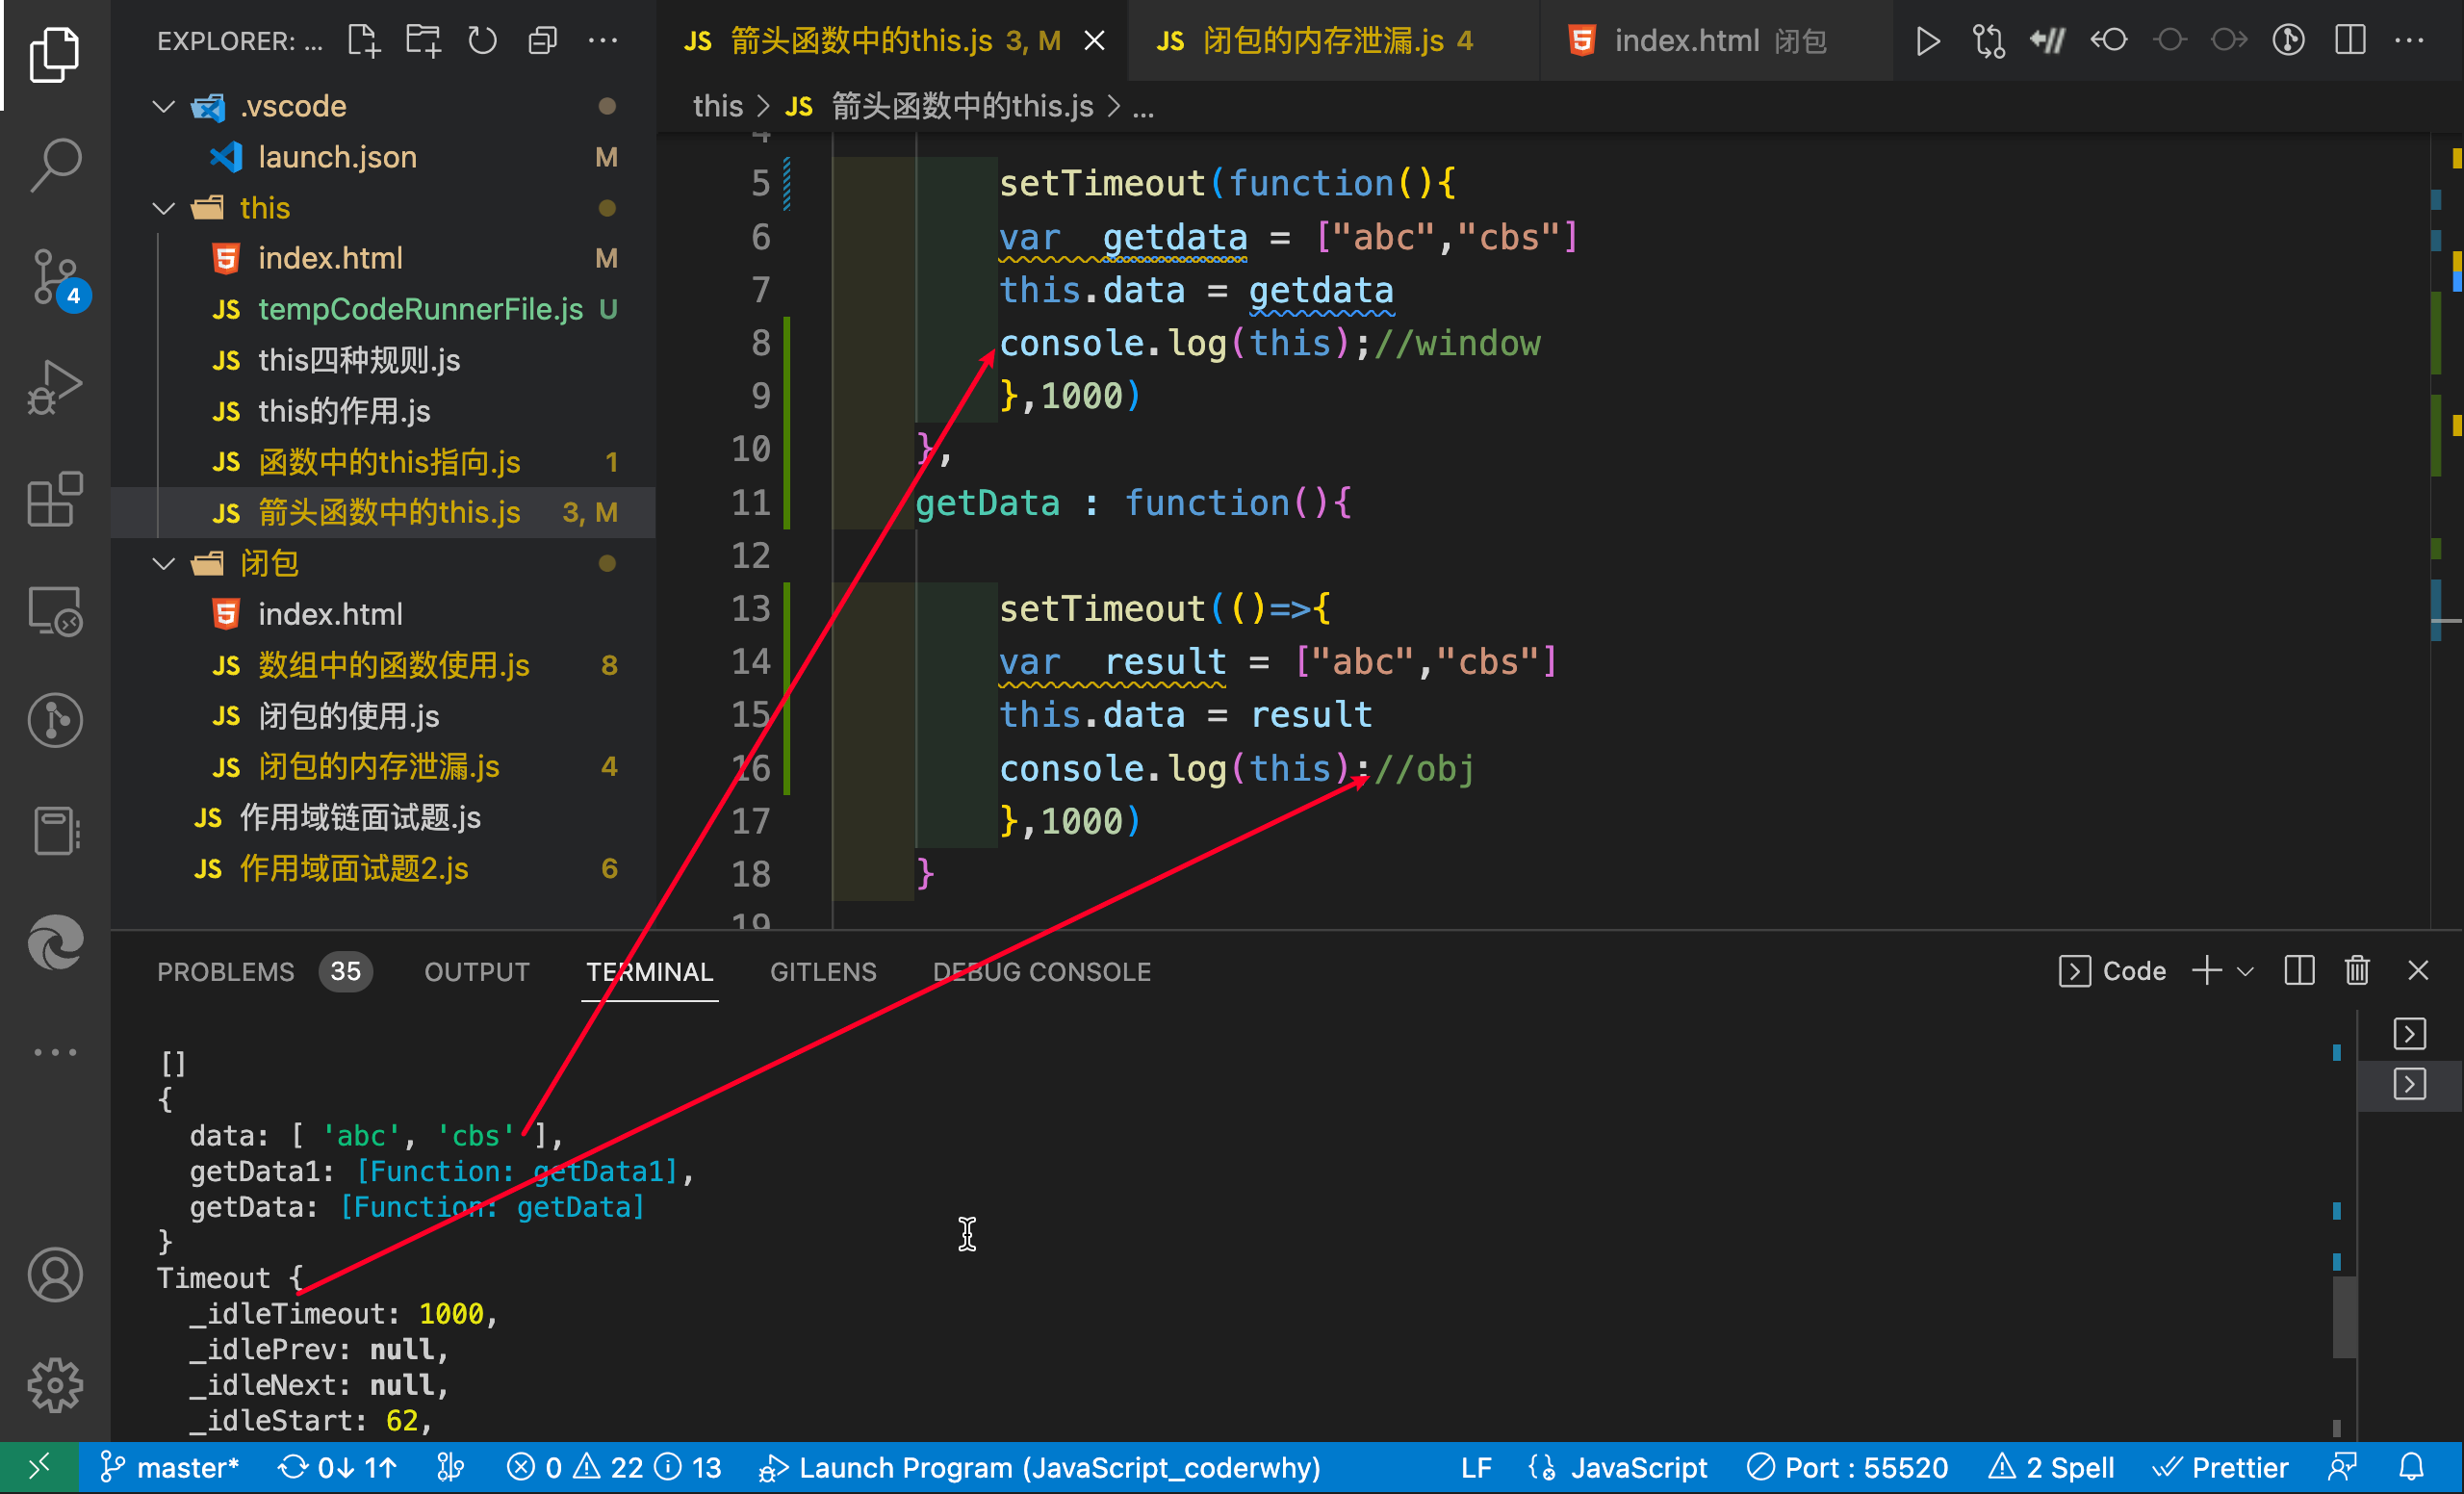 EXPLORER: ...
.vscode
launch.json M
this
index.html M
tempCodeRunnerFile.js U
JS this四种规则.js
JS this的作用.js
JS 函数中的this指向.js 1
JS 箭头函数中的this.js 3, M
闭包
index.html
JS 数组中的函数使用.js 8
JS 闭包的使用.js
JS 闭包的内存泄漏.js 4
JS 作用域链面试题.js
JS 作用域面试题2.js 6
4
JS 箭头函数中的this.js 3, M
JS 闭包的内存泄漏.js 4
index.html 闭包
this > JS 箭头函数中的this.js > ...
4
5 setTimeout(function(){
6 var  getdata = ["abc","cbs"]
7 this.data = getdata
8 console.log(this);//window
9 },1000)
10 },
11 getData : function(){
12
13 setTimeout(()=>{
14 var  result = ["abc","cbs"]
15 this.data = result
16 console.log(this);//obj
17 },1000)
18 }
19
PROBLEMS 35 OUTPUT TERMINAL GITLENS DEBUG CONSOLE
Code
[]
{
data: [ 'abc', 'cbs' ],
getData1: [Function: getData1],
getData: [Function: getData]
}
Timeout {
_idleTimeout: 1000,
_idlePrev: null,
_idleNext: null,
_idleStart: 62,
master* 0↓ 1↑ 0 22 13 Launch Program (JavaScript_coderwhy) LF JavaScript Port : 55520 2 Spell Prettier